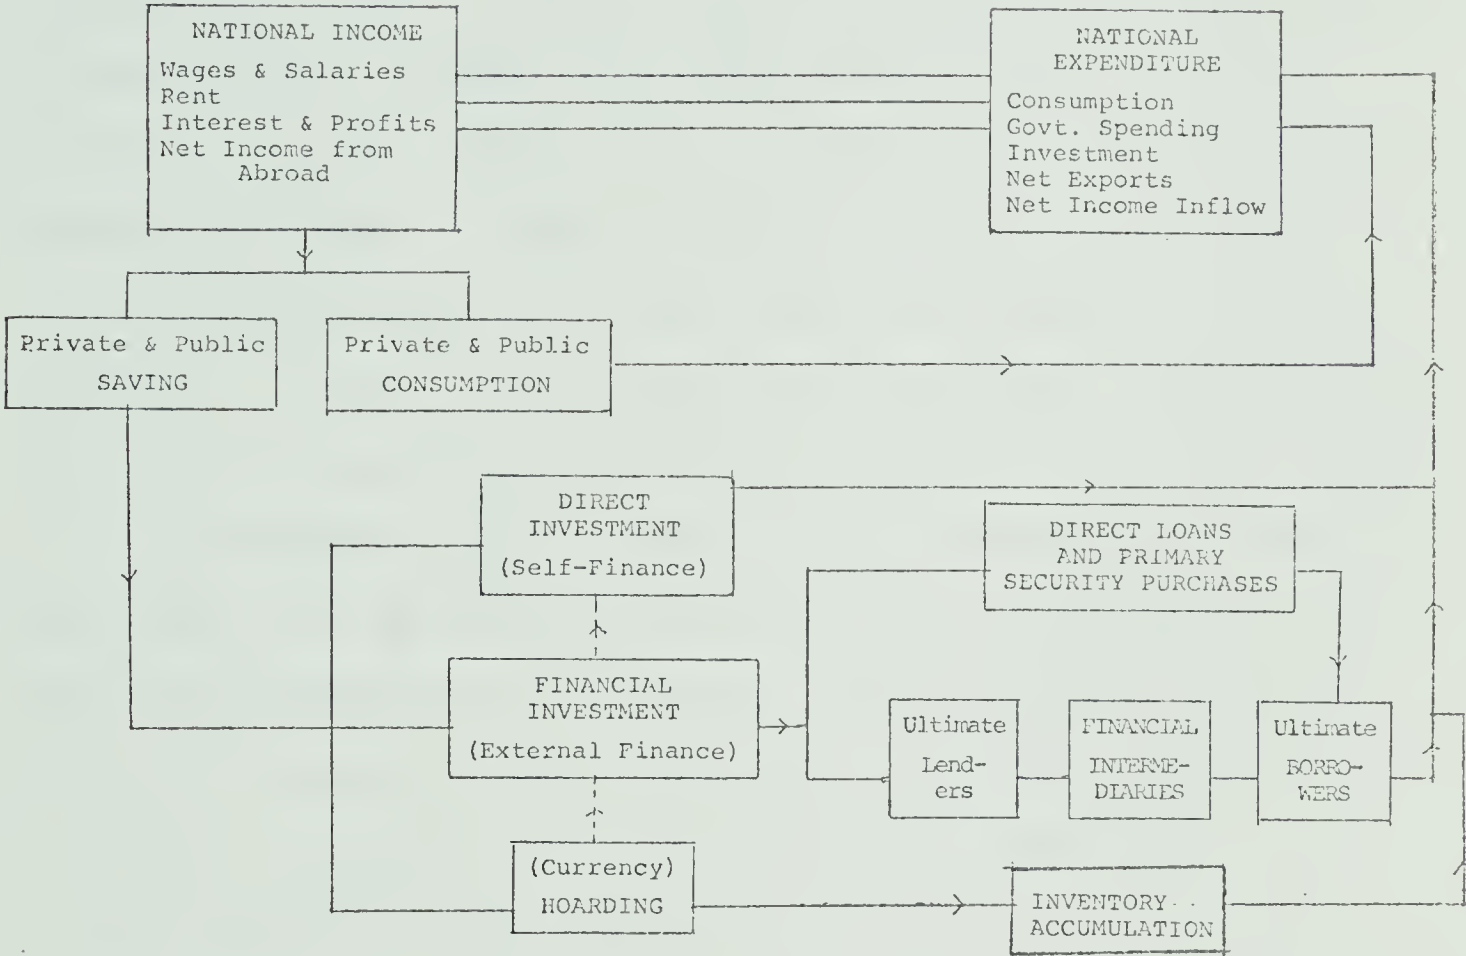 NATIONAL INCOME
Wages & Salaries
Rent
Interest & Profits
Net Income from
Abroad
NATIONAL
EXPENDITURE
Consumption
Govt. Spending
Investment
Net Exports
Net Income Inflow
Private & Public
SAVING
Private & Public
CONSUMPTION
DIRECT
INVESTMENT
(Self-Finance)
DIRECT LOANS
AND PRIMARY
SECURITY PURCHASES
FINANCIAL
INVESTMENT
(External Finance)
Ultimate
Lend-
ers
FINANCIAL
INTERME-
DIARIES
Ultimate
BORRO-
WERS
(Currency)
HOARDING
INVENTORY
ACCUMULATION